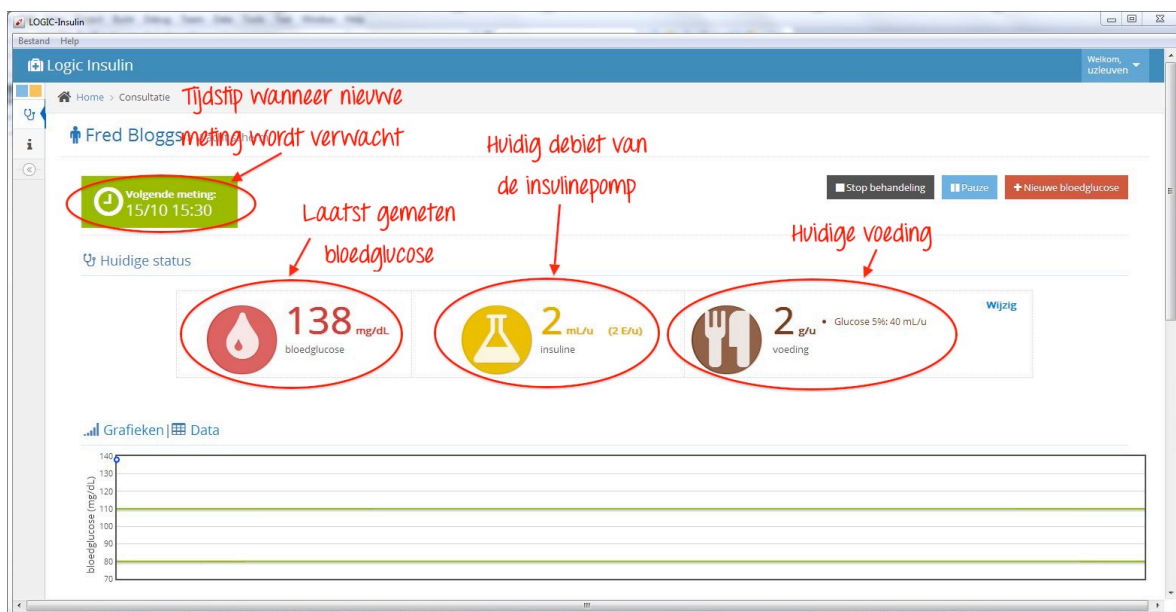 LOGIC-Insulin
Bestand Help
Logic Insulin
Welkom,
uzleuven
Home > Consultatie
Tijdstip wanneer nieuwe
meting wordt verwacht
Fred Bloggs
Huidig debiet van
de insulinepomp
Volgende meting:
15/10 15:30
Stop behandeling
Pauze
+ Nieuwe bloedglucose
Laatst gemeten
bloedglucose
Huidige voeding
Huidige status
138 mg/dL
bloedglucose
2 mL/u (2 E/u)
insuline
2 g/u
voeding
• Glucose 5%: 40 mL/u
Wijzig
Grafieken | Data
bloedglucose (mg/dL)
140
130
120
110
100
90
80
70